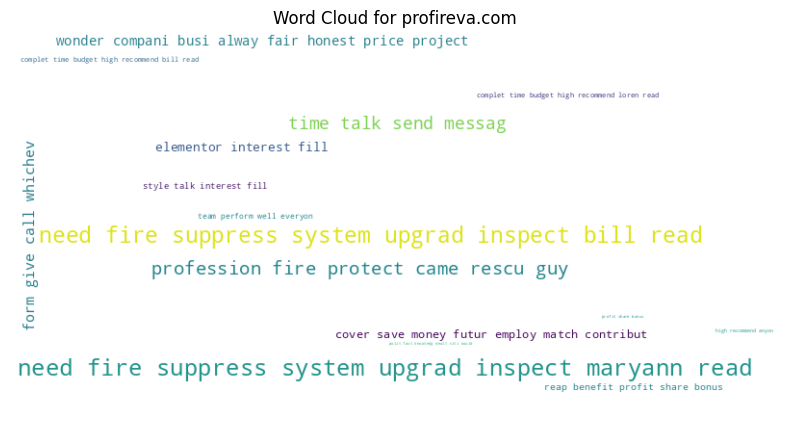 Word Cloud for profireva.com
wonder compani busi alway fair honest price project
complet time budget high recommend bill read
complet time budget high recommend loren read
time talk send messag
elementor interest fill
form give call whichev
style talk interest fill
team perform well everyon
need fire suppress system upgrad inspect bill read
profession fire protect came rescu guy
profit share bonus
high recommend anyon
cover save money futur employ match contribut
need fire suppress system upgrad inspect maryann read
reap benefit profit share bonus